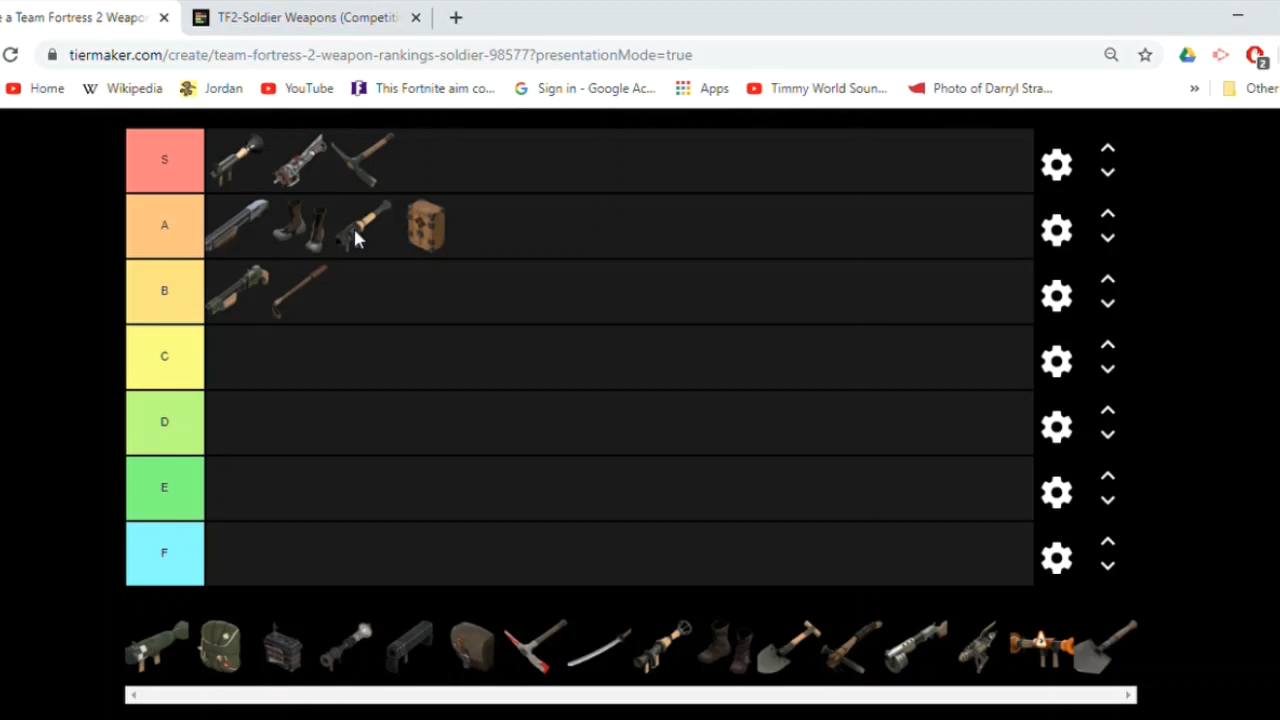 e a Team Fortress 2 Weapo
TF2-Soldier Weapons (Competiti
tiermaker.com/create/team-fortress-2-weapon-rankings-soldier-98577?presentationMode=true
2
Home
Wikipedia
Jordan
YouTube
This Fortnite aim co...
Sign in - Google Ac...
Apps
Timmy World Soun...
Photo of Darryl Stra...
»
Other
S
A
B
C
D
E
F